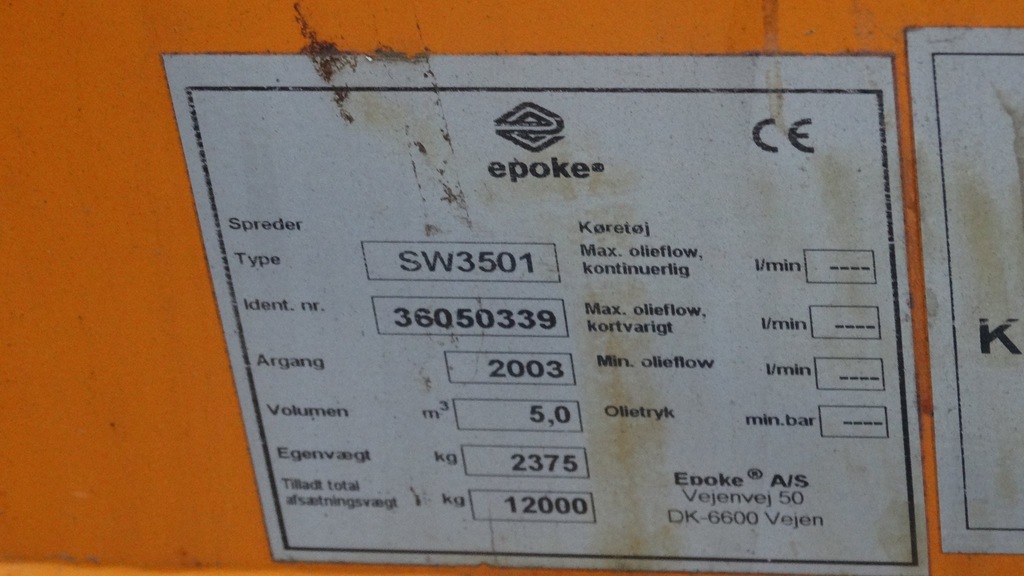 epoke®
CE
Spreder
Type SW3501
Ident. nr. 36050339
Argang 2003
Volumen m³ 5,0
Egenvægt kg 2375
Tilladt total
afsætningsvægt kg 12000
Køretøj
Max. olieflow,
kontinuerlig l/min ----
Max. olieflow,
kortvarigt l/min ----
Min. olieflow l/min ----
Olietryk min.bar ----
Epoke® A/S
Vejenvej 50
DK-6600 Vejen
K